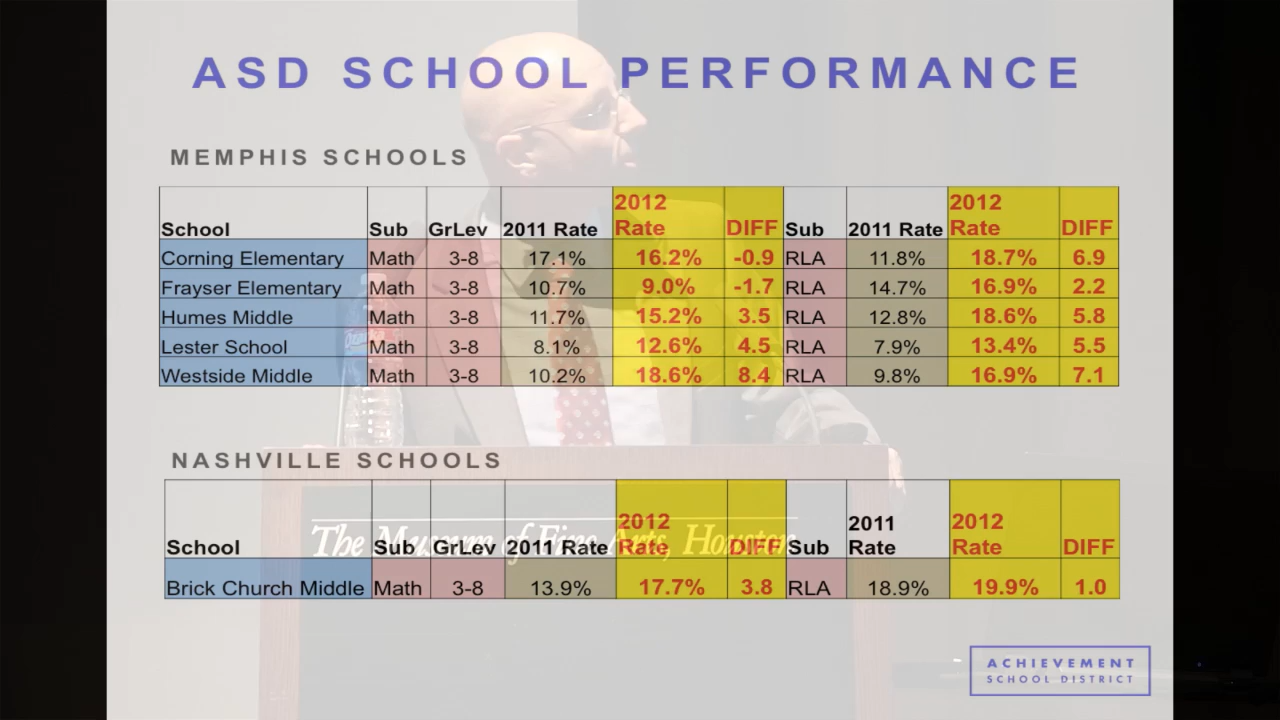 ASD SCHOOL PERFORMANCE
MEMPHIS SCHOOLS
School Sub GrLev 2011 Rate 2012 Rate DIFF Sub 2011 Rate 2012 Rate DIFF
Corning Elementary Math 3-8 17.1% 16.2% -0.9 RLA 11.8% 18.7% 6.9
Frayser Elementary Math 3-8 10.7% 9.0% -1.7 RLA 14.7% 16.9% 2.2
Humes Middle Math 3-8 11.7% 15.2% 3.5 RLA 12.8% 18.6% 5.8
Lester School Math 3-8 8.1% 12.6% 4.5 RLA 7.9% 13.4% 5.5
Westside Middle Math 3-8 10.2% 18.6% 8.4 RLA 9.8% 16.9% 7.1
NASHVILLE SCHOOLS
School Sub GrLev 2011 Rate 2012 Rate DIFF Sub 2011 Rate 2012 Rate DIFF
The Museum of Fine Arts, Houston
Brick Church Middle Math 3-8 13.9% 17.7% 3.8 RLA 18.9% 19.9% 1.0
ACHIEVEMENT
SCHOOL DISTRICT